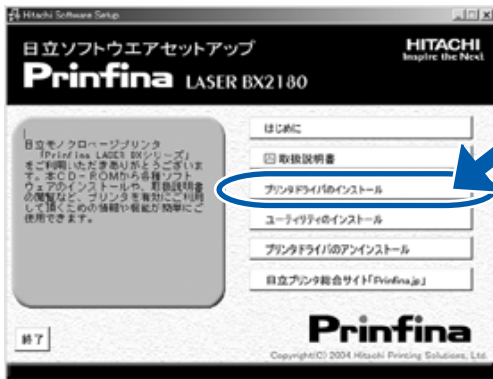 Hitachi Software Setup
日立ソフトウエアセットアップ
Prinfina LASER BX2180
HITACHI
Inspire the Next
日立モノクロページプリンタ
「Prinfina LASER BXシリーズ」
をご利用いただきありがとうございま
す。本CD-ROMから各種ソフト
ウェアのインストールや、取扱説明書
の閲覧など、プリンタを有効にご利用
して頂くための情報や機能が簡単にご
使用できます。
はじめに
取扱説明書
プリンタドライバのインストール
ユーティリティのインストール
プリンタドライバのアンインストール
日立プリンタ総合サイト「Prinfina.jp」
終了
Prinfina
Copyright(C) 2004 Hitachi Printing Solutions, Ltd.